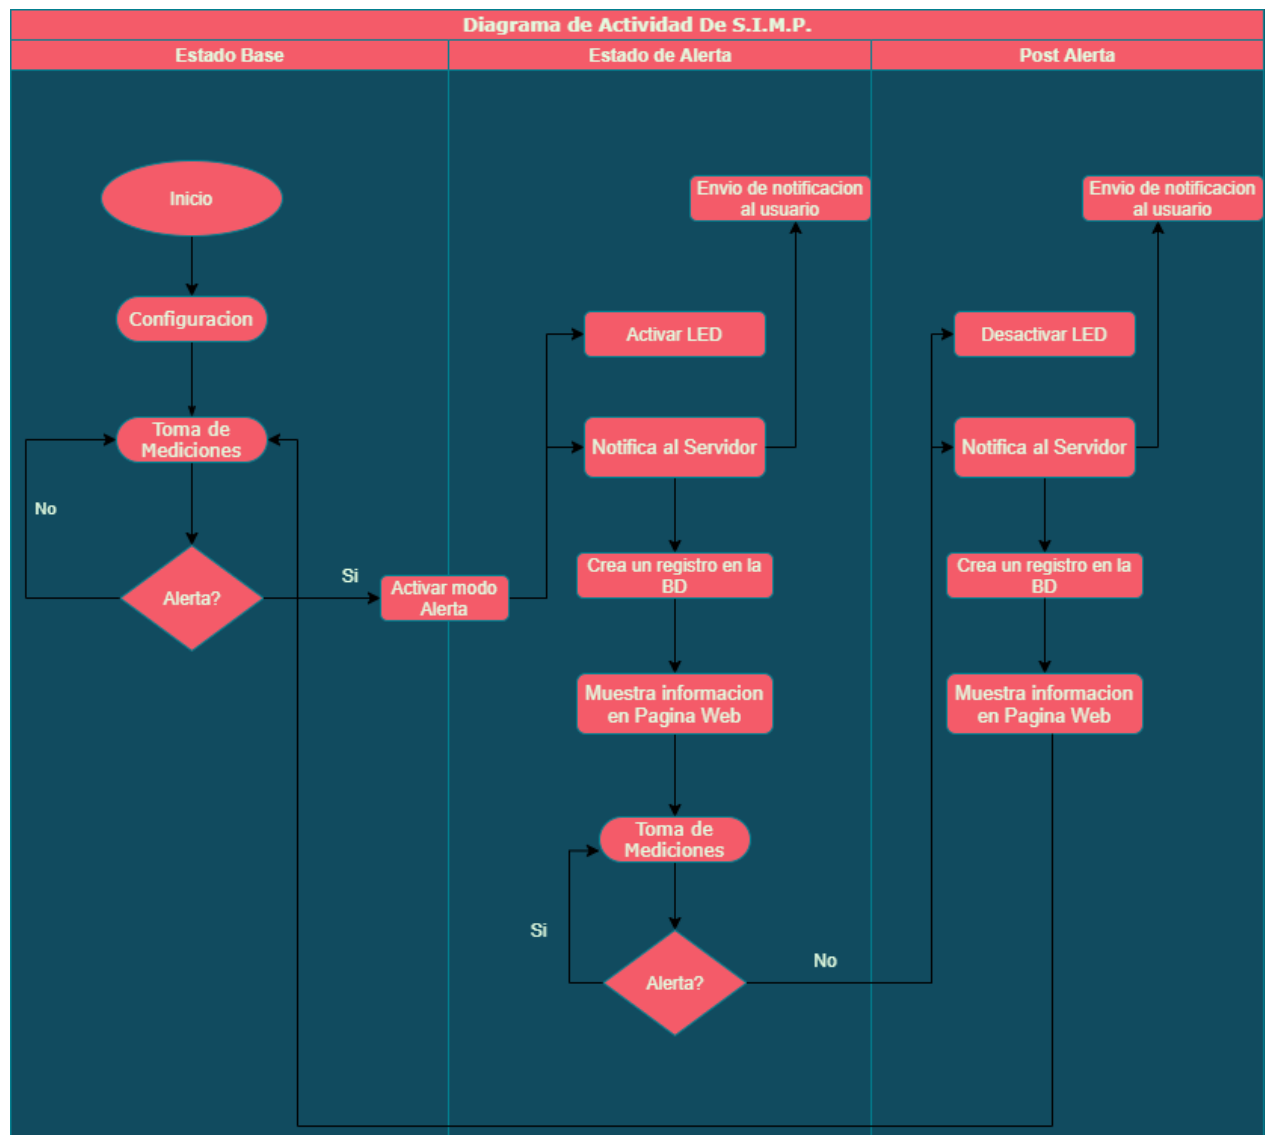 Diagrama de Actividad De S.I.M.P.
Estado Base
Estado de Alerta
Post Alerta
Inicio
Configuracion
Toma de
Mediciones
No
Alerta?
Si
Activar modo
Alerta
Envio de notificacion
al usuario
Activar LED
Notifica al Servidor
Crea un registro en la
BD
Muestra informacion
en Pagina Web
Toma de
Mediciones
Si
Alerta?
No
Envio de notificacion
al usuario
Desactivar LED
Notifica al Servidor
Crea un registro en la
BD
Muestra informacion
en Pagina Web